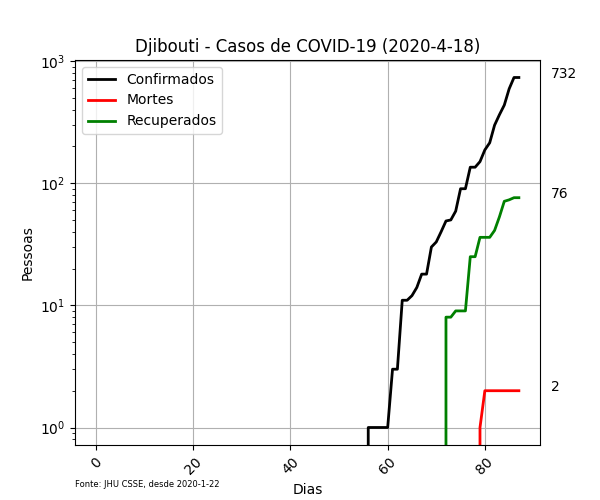 Djibouti - Casos de COVID-19 (2020-4-18)
Confirmados
Mortes
Recuperados
10³
10²
10¹
10⁰
Pessoas
732
76
2
0
20
40
60
80
Dias
Fonte: JHU CSSE, desde 2020-1-22